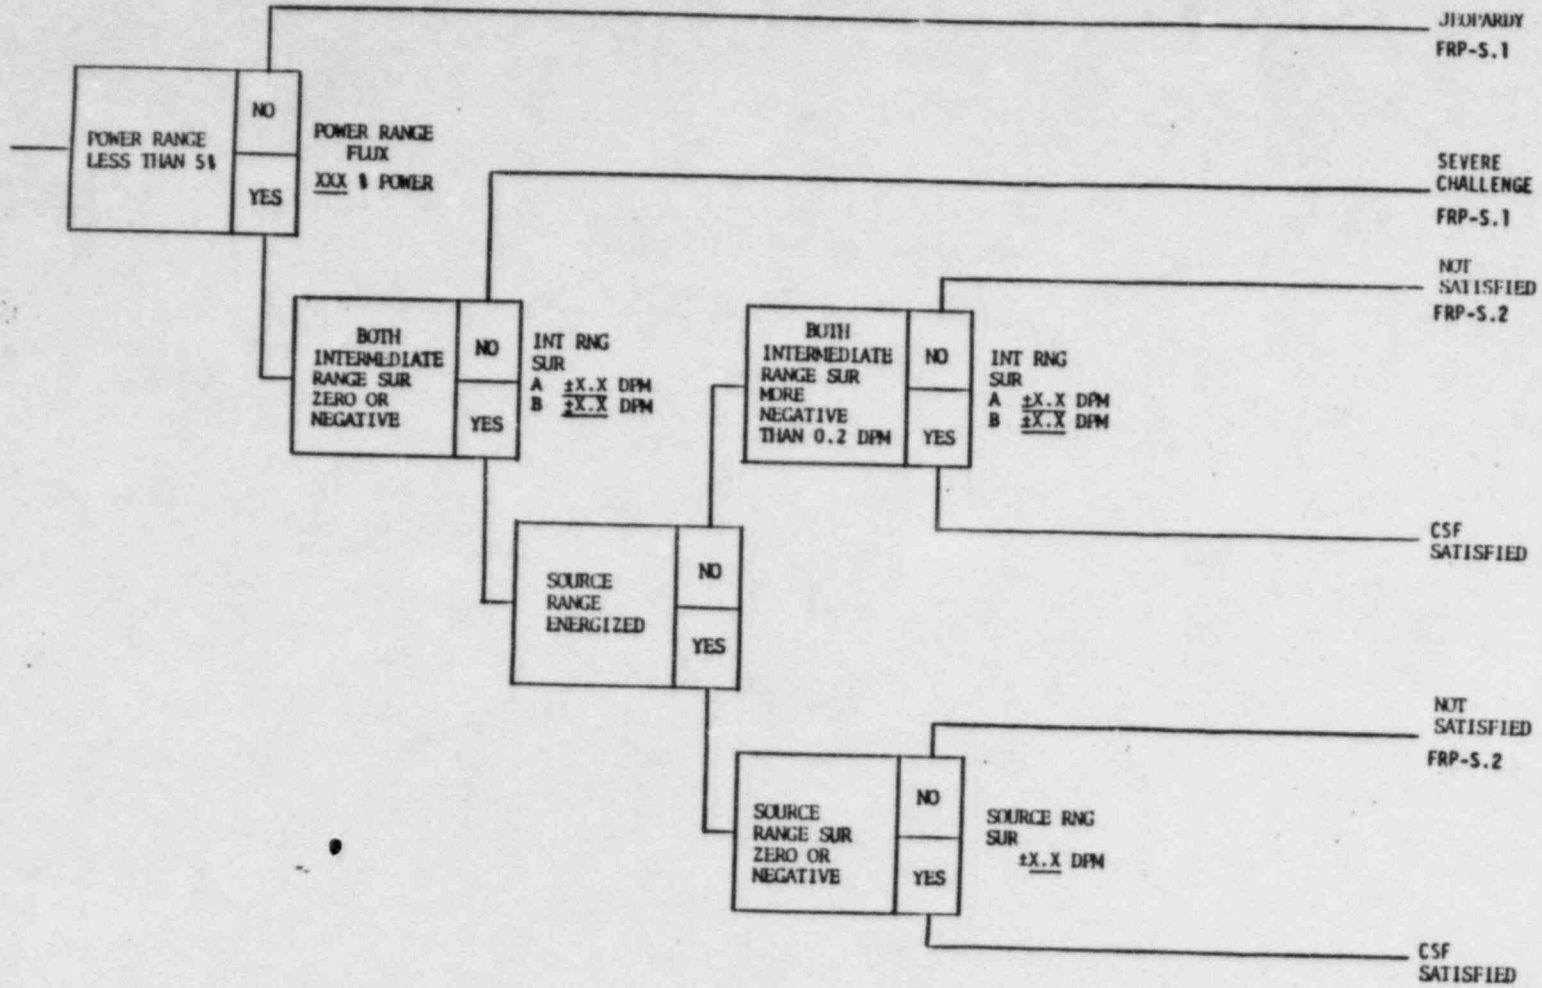 JEOPARDY
FRP-S.1
POWER RANGE
LESS THAN 5%
NO
YES
POWER RANGE
FLUX
XXX % POWER
SEVERE
CHALLENGE
FRP-S.1
BOTH
INTERMEDIATE
RANGE SUR
ZERO OR
NEGATIVE
NO
YES
INT RNG
SUR
A ±X.X DPM
B ±X.X DPM
NOT
SATISFIED
FRP-S.2
BOTH
INTERMEDIATE
RANGE SUR
MORE
NEGATIVE
THAN 0.2 DPM
NO
YES
INT RNG
SUR
A ±X.X DPM
B ±X.X DPM
CSF
SATISFIED
SOURCE
RANGE
ENERGIZED
NO
YES
NOT
SATISFIED
FRP-S.2
SOURCE
RANGE SUR
ZERO OR
NEGATIVE
NO
YES
SOURCE RNG
SUR
±X.X DPM
CSF
SATISFIED